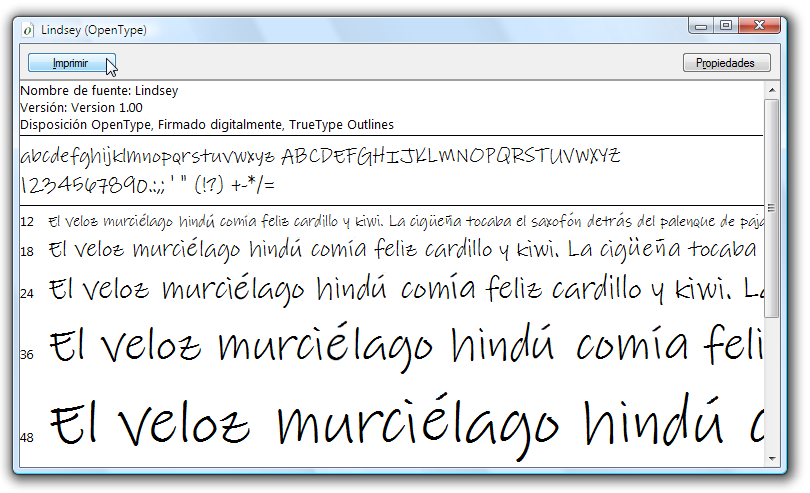 Lindsey (OpenType)
Imprimir Propiedades
Nombre de fuente: Lindsey
Versión: Version 1.00
Disposición OpenType, Firmado digitalmente, TrueType Outlines
abcdefghijklmnopqrstuvwxyz ABCDEFGHIJKLMNOPQRSTUVWXYZ
1234567890.:,; ' " (!?) +-*/=
12 El veloz murciélago hindú comía feliz cardillo y kiwi. La cigüeña tocaba el saxofón detrás del palenque de paja
18 El veloz murciélago hindú comía feliz cardillo y kiwi. La cigüeña tocaba
24 El veloz murciélago hindú comía feliz cardillo y kiwi. La
36 El veloz murciélago hindú comía feli
48 El veloz murciélago hindú c